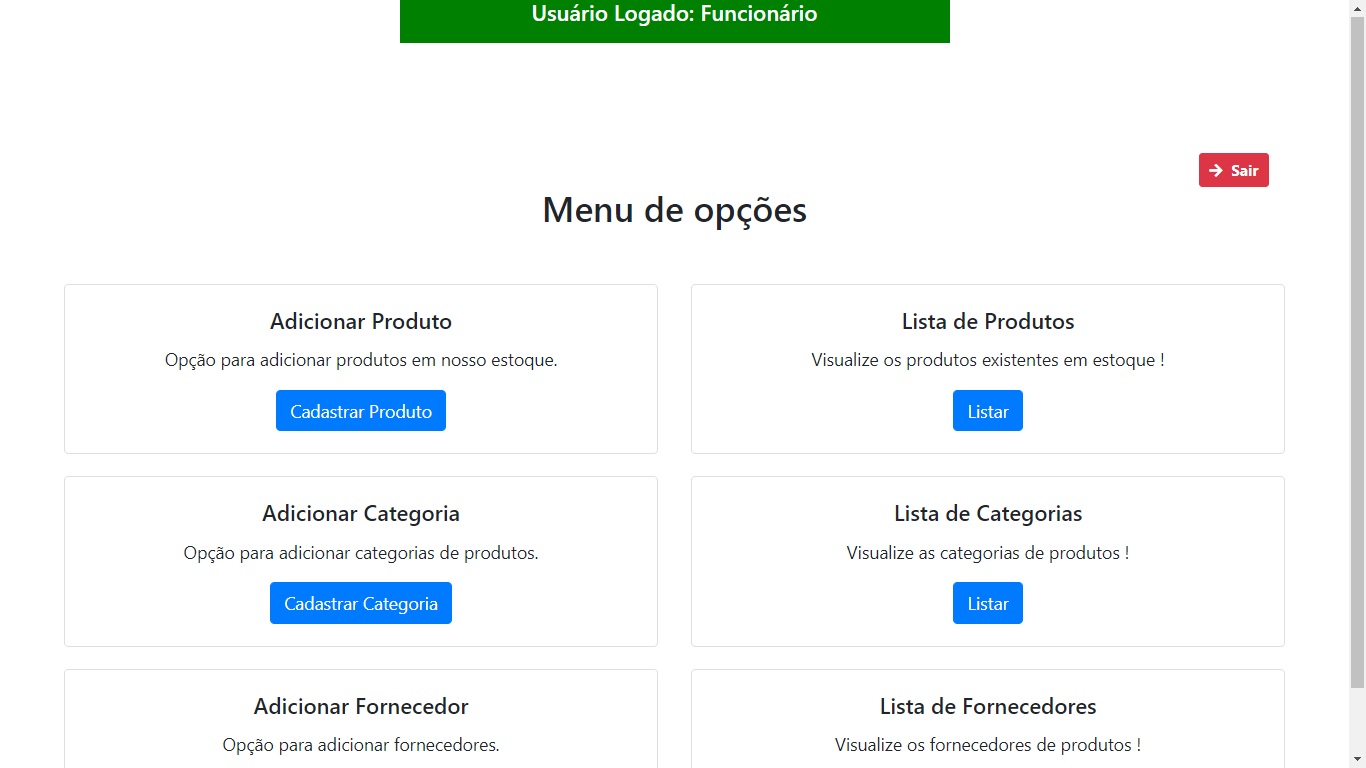 Usuário Logado: Funcionário
Sair
Menu de opções
Adicionar Produto
Opção para adicionar produtos em nosso estoque.
Cadastrar Produto
Lista de Produtos
Visualize os produtos existentes em estoque !
Listar
Adicionar Categoria
Opção para adicionar categorias de produtos.
Cadastrar Categoria
Lista de Categorias
Visualize as categorias de produtos !
Listar
Adicionar Fornecedor
Opção para adicionar fornecedores.
Lista de Fornecedores
Visualize os fornecedores de produtos !